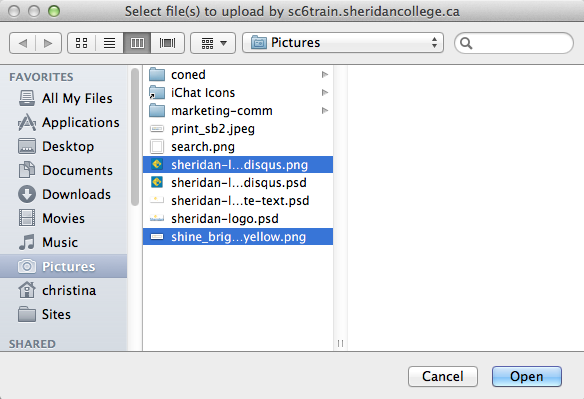 Select file(s) to upload by sc6train.sheridancollege.ca
Pictures
FAVORITES
All My Files
Applications
Desktop
Documents
Downloads
Movies
Music
Pictures
christina
Sites
SHARED
coned
iChat Icons
marketing-comm
print_sb2.jpeg
search.png
sheridan-l...disqus.png
sheridan-l...disqus.psd
sheridan-l...te-text.psd
sheridan-logo.psd
shine_brig...yellow.png
Cancel
Open